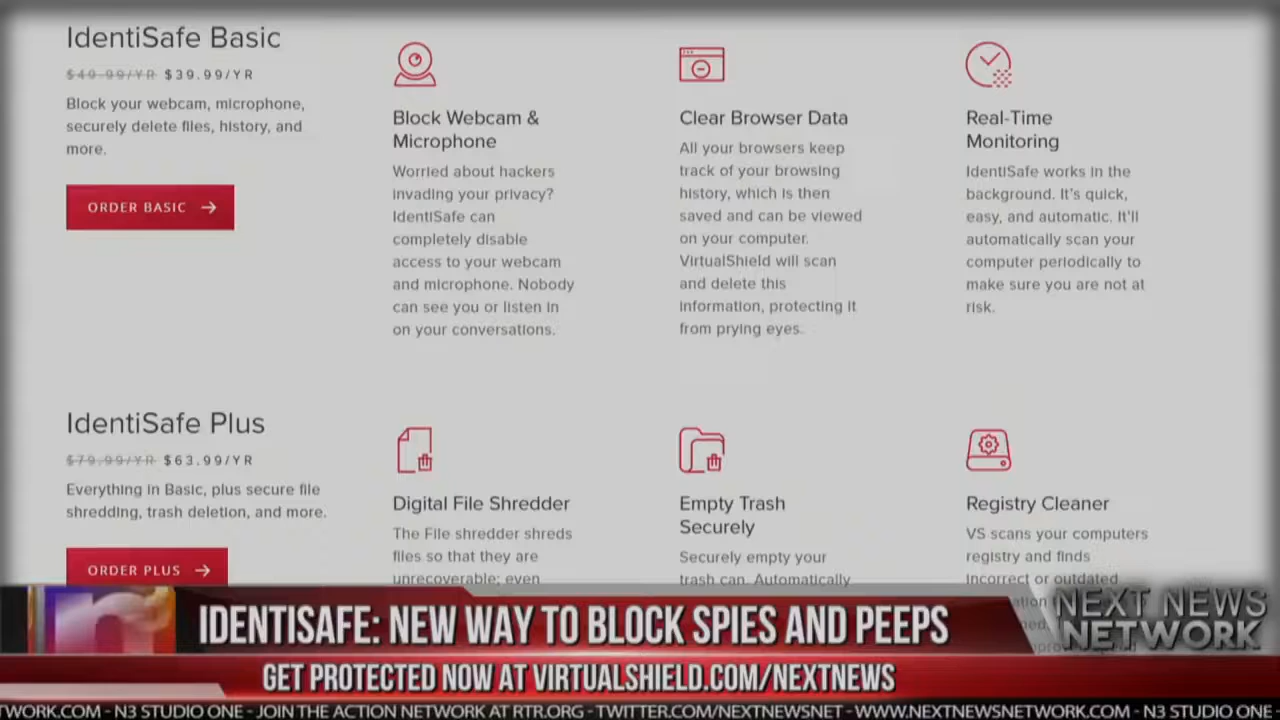 IdentiSafe Basic
$49.99/YR $39.99/YR
Block your webcam, microphone,
securely delete files, history, and
more.
ORDER BASIC
Block Webcam &
Microphone
Worried about hackers
invading your privacy?
IdentiSafe can
completely disable
access to your webcam
and microphone. Nobody
can see you or listen in
on your conversations.
Clear Browser Data
All your browsers keep
track of your browsing
history, which is then
saved and can be viewed
on your computer.
VirtualShield will scan
and delete this
information, protecting it
from prying eyes.
Real-Time
Monitoring
IdentiSafe works in the
background. It's quick,
easy, and automatic. It'll
automatically scan your
computer periodically to
make sure you are not at
risk.
IdentiSafe Plus
$79.99/YR $63.99/YR
Everything in Basic, plus secure file
shredding, trash deletion, and more.
ORDER PLUS
Digital File Shredder
The File shredder shreds
files so that they are
unrecoverable; even
Empty Trash
Securely
Securely empty your
trash can. Automatically
Registry Cleaner
VS scans your computers
registry and finds
incorrect or outdated
IDENTISAFE: NEW WAY TO BLOCK SPIES AND PEEPS
NEXT NEWS
NETWORK
GET PROTECTED NOW AT VIRTUALSHIELD.COM/NEXTNEWS
TWORK.COM - N3 STUDIO ONE - JOIN THE ACTION NETWORK AT RTR.ORG - TWITTER.COM/NEXTNEWSNET - WWW.NEXTNEWSNETWORK.COM - N3 STUDIO ONE -